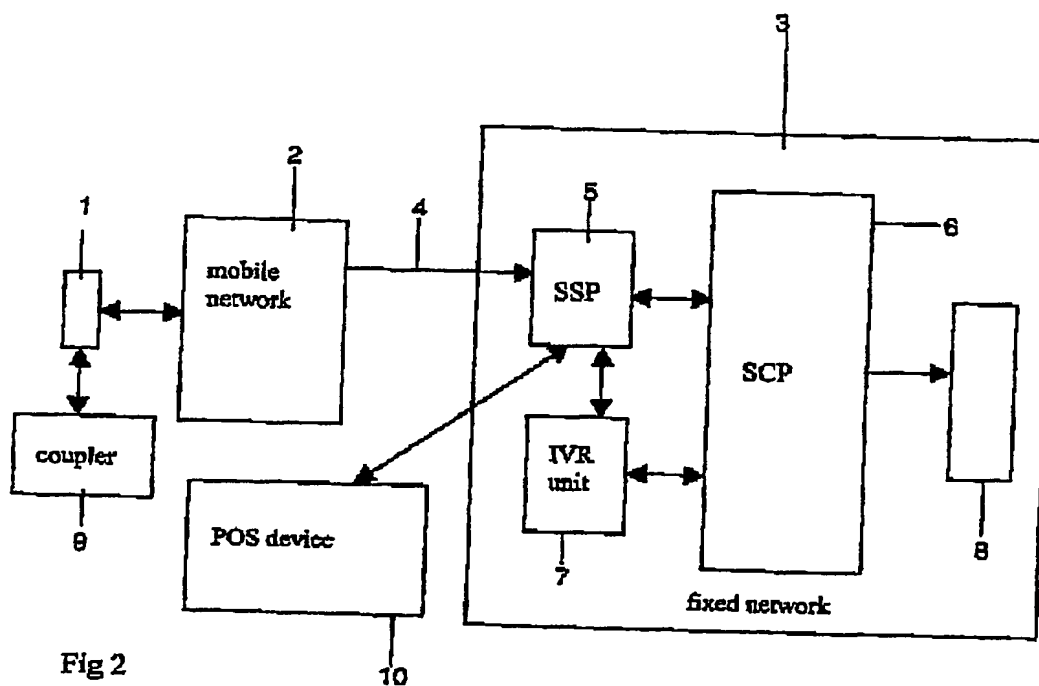 3
2
1
5
4
6
mobile
network
SSP
SCP
coupler
IVR
unit
POS device
9
7
8
fixed network
10
Fig 2